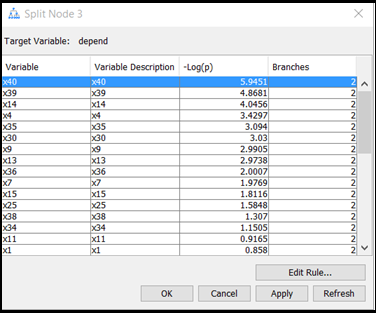 Split Node 3
Target Variable: depend
Variable Variable Description -Log(p) Branches
x40 x40 5.9451 2
x39 x39 4.8681 2
x14 x14 4.0456 2
x4 x4 3.4297 2
x35 x35 3.094 2
x30 x30 3.03 2
x9 x9 2.9905 2
x13 x13 2.9738 2
x36 x36 2.0007 2
x7 x7 1.9769 2
x15 x15 1.8116 2
x25 x25 1.5848 2
x38 x38 1.307 2
x34 x34 1.1505 2
x11 x11 0.9165 2
x1 x1 0.858 2
Edit Rule...
OK Cancel Apply Refresh